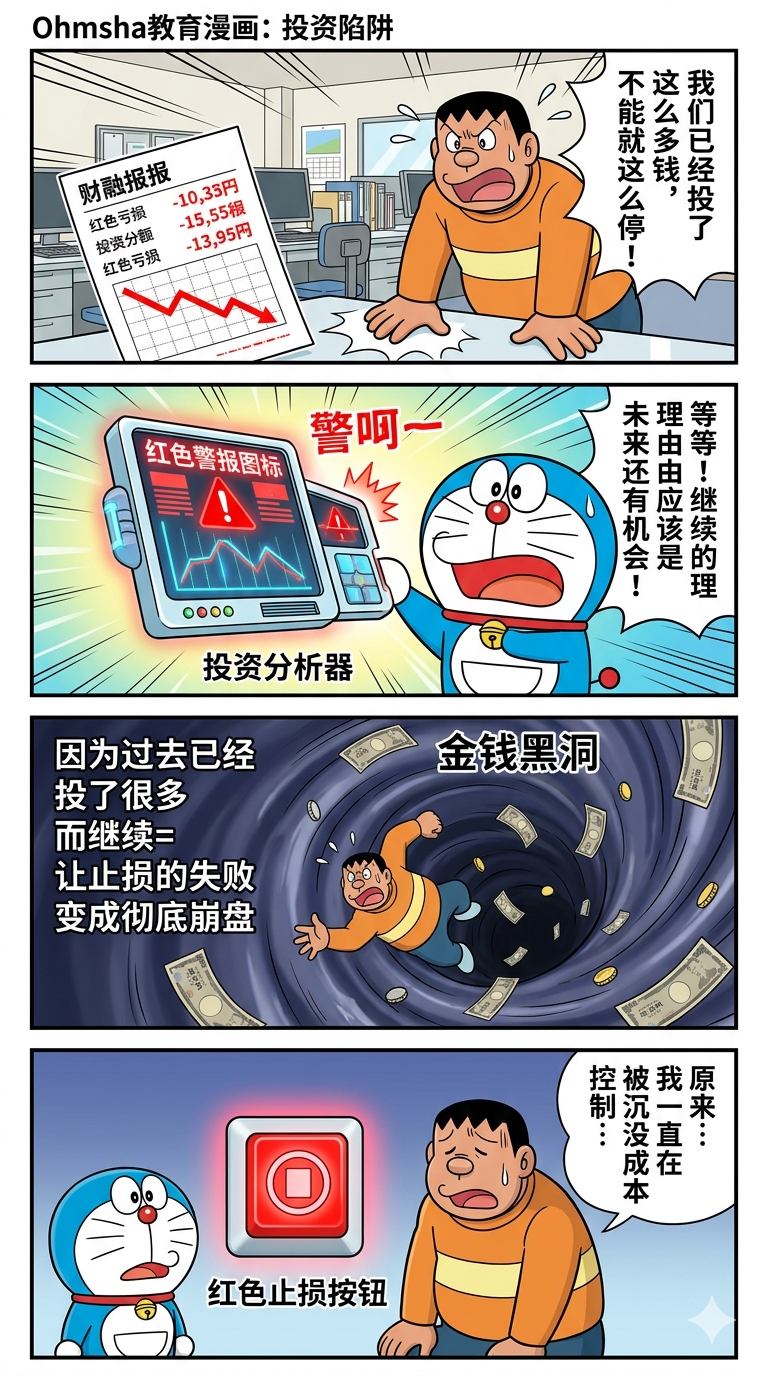 Ohmsha教育漫画：投资陷阱
我们已经投了
这么多钱，
不能就这么停！
财融报报
红色亏损 -10,33円
投资分额 -15,55根
红色亏损 -13,95円
等等！继续的理
理由由应该是
未来还有机会！
警呵～
红色警报图标
投资分析器
因为过去已经
投了很多
而继续=
让止损的失败
变成彻底崩盘
金钱黑洞
原来…
我一直在
被沉没成本
控制…
红色止损按钮